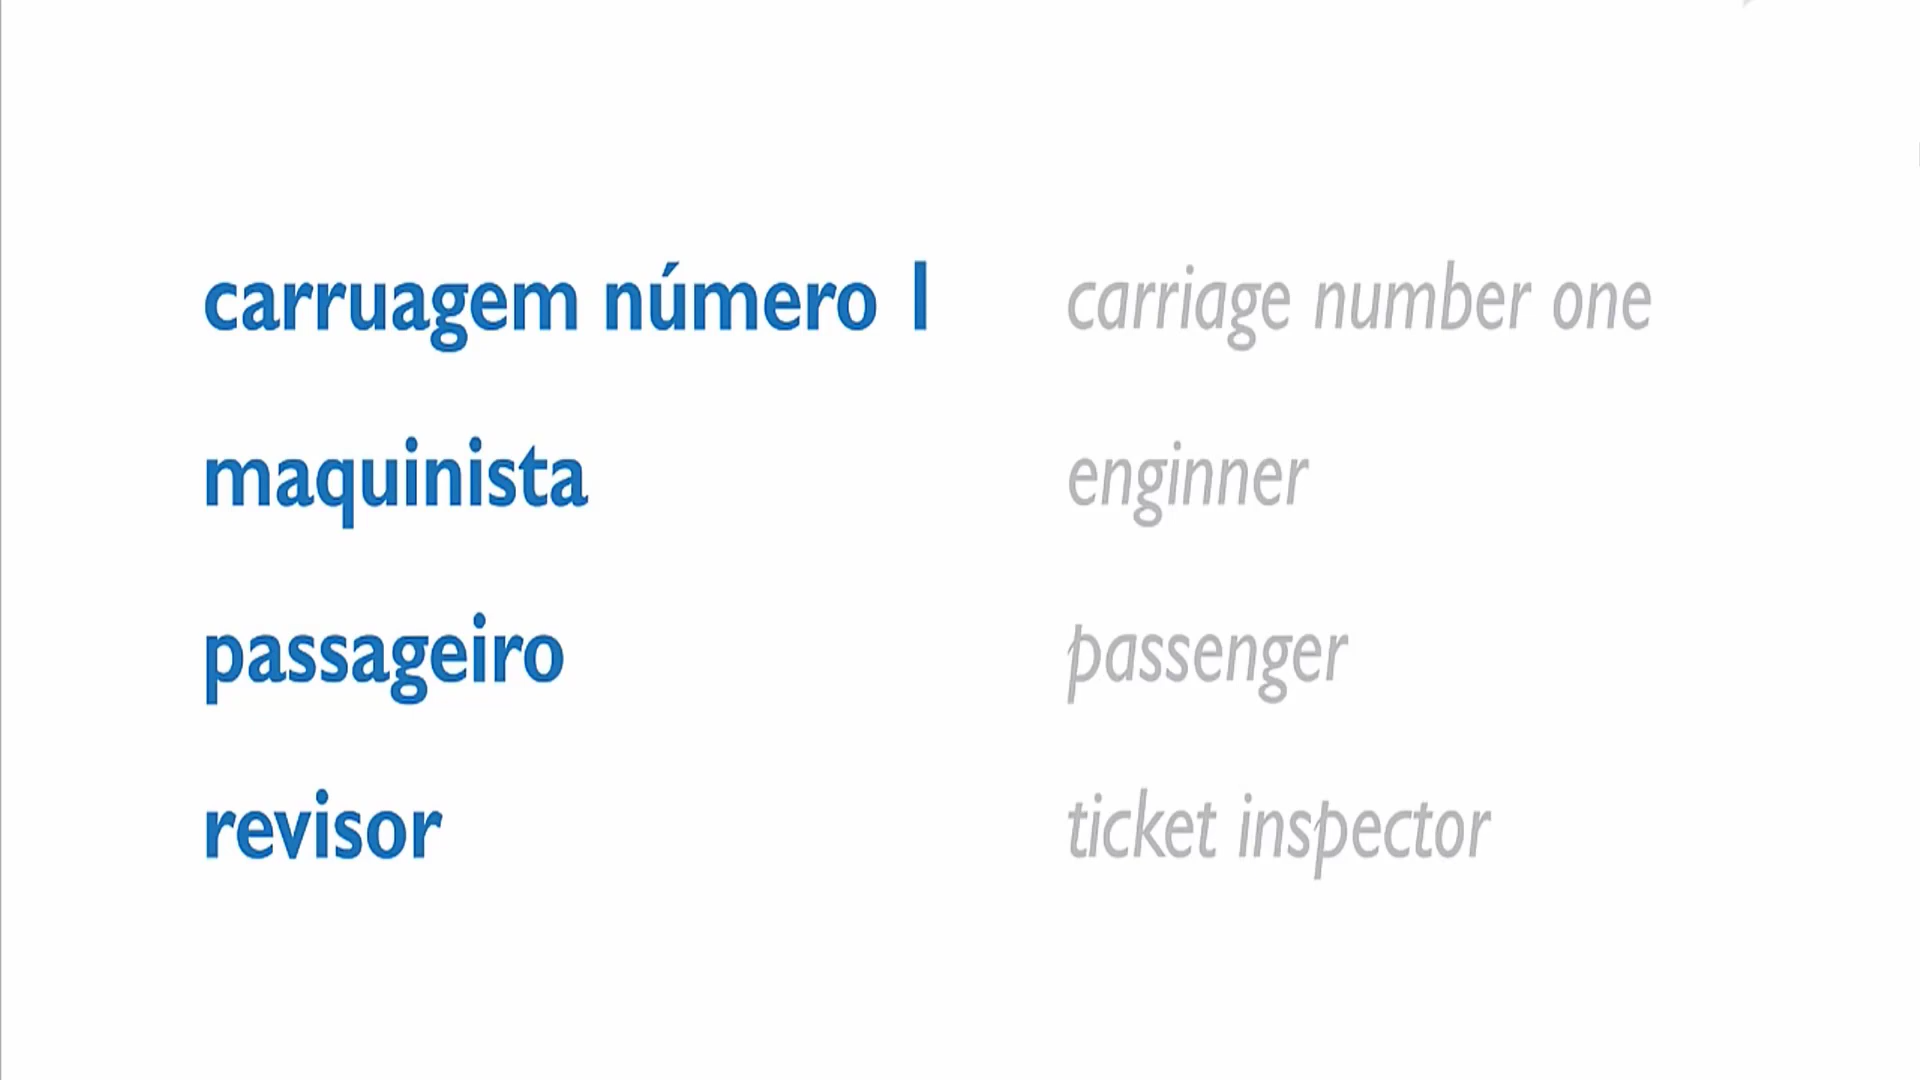 carruagem número 1 carriage number one
maquinista enginner
passageiro passenger
revisor ticket inspector